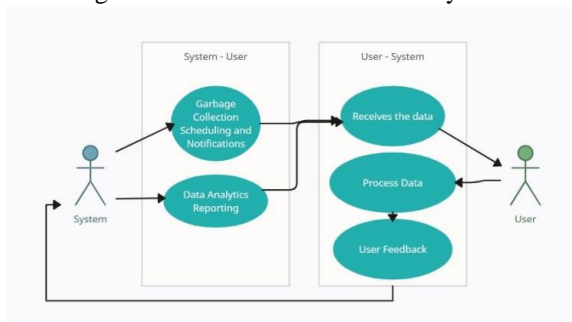 System - User
User - System
Garbage
Collection
Scheduling and
Notifications
Receives the data
Process Data
Data Analytics
Reporting
System
User
User Feedback